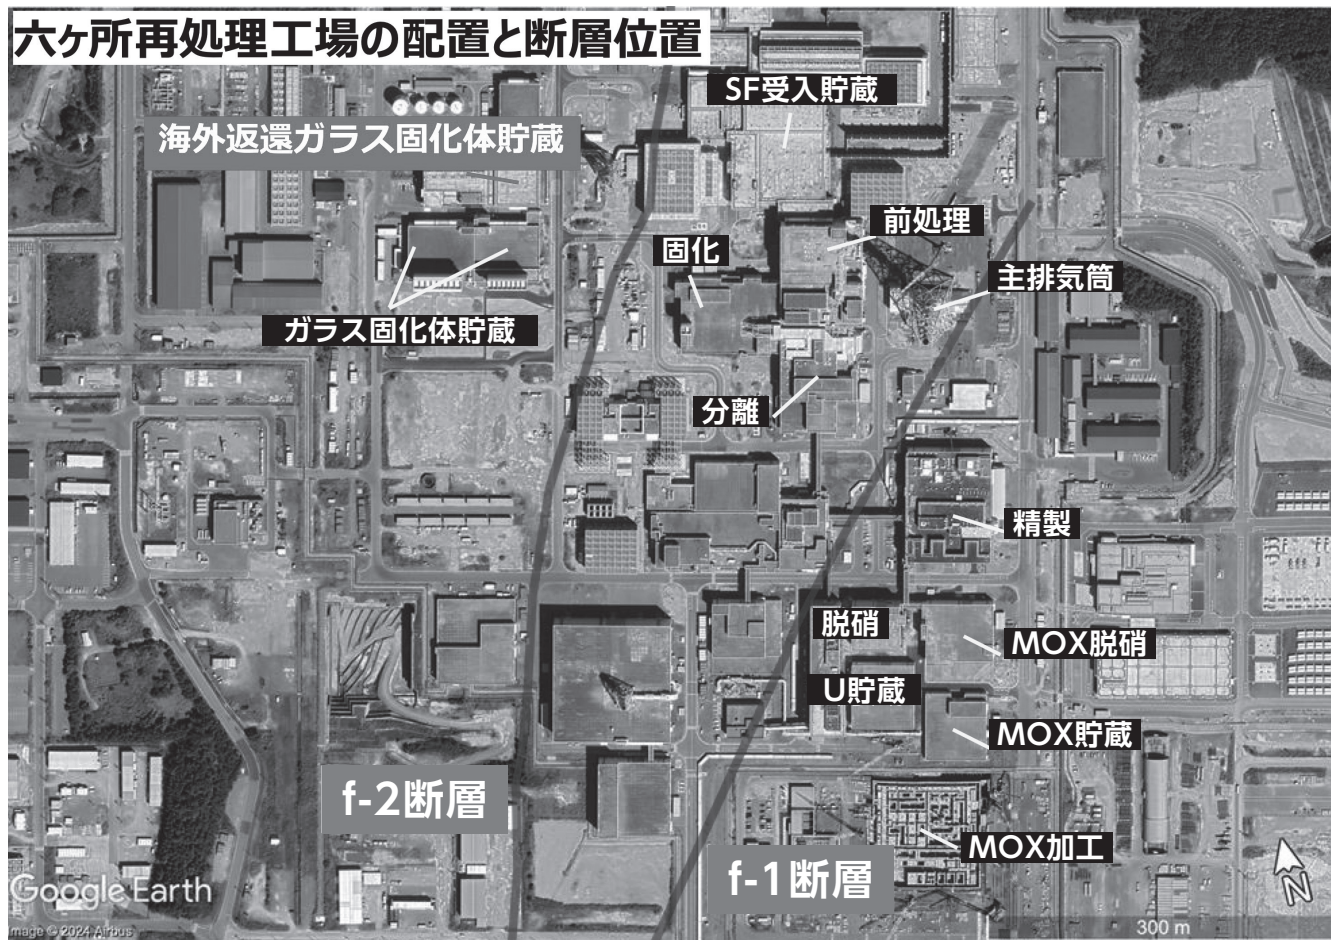 六ヶ所再処理工場の配置と断層位置
SF受入貯蔵
海外返還ガラス固化体貯蔵
前処理
固化
主排気筒
ガラス固化体貯蔵
分離
精製
脱硝
MOX脱硝
U貯蔵
MOX貯蔵
f-2断層
MOX加工
f-1断層
Google Earth
N
300 m
Image © 2024 Airbus